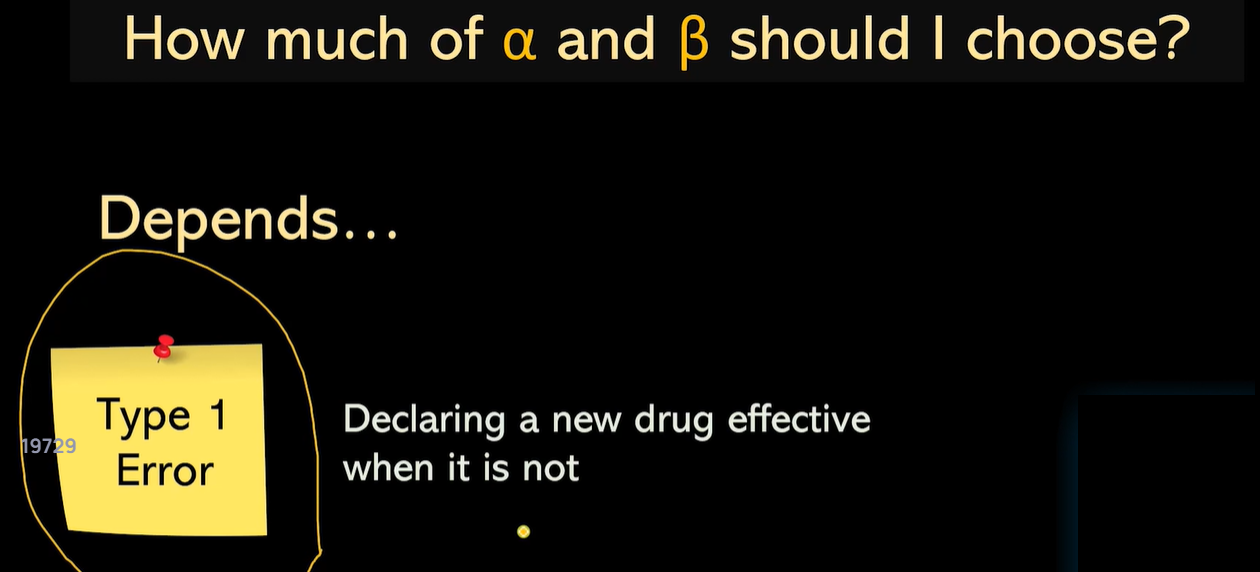 How much of α and β should I choose?
Depends...
Type 1
Error
19729
Declaring a new drug effective
when it is not